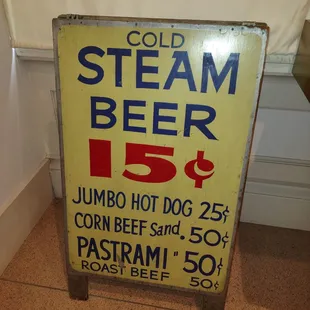 COLD
STEAM
BEER
15¢
JUMBO HOT DOG 25¢
CORN BEEF Sand. 50¢
PASTRAMI " 50¢
ROAST BEEF 50¢